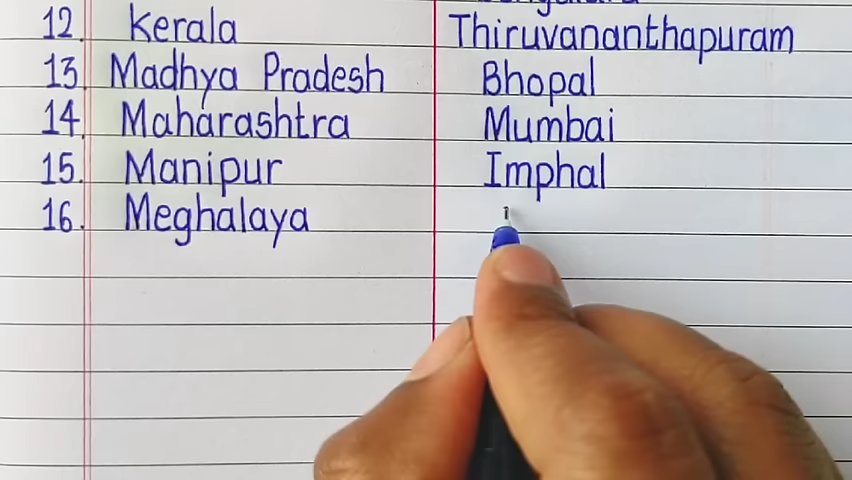 12. Kerala Thiruvananthapuram
13. Madhya Pradesh Bhopal
14. Maharashtra Mumbai
15. Manipur Imphal
16. Meghalaya